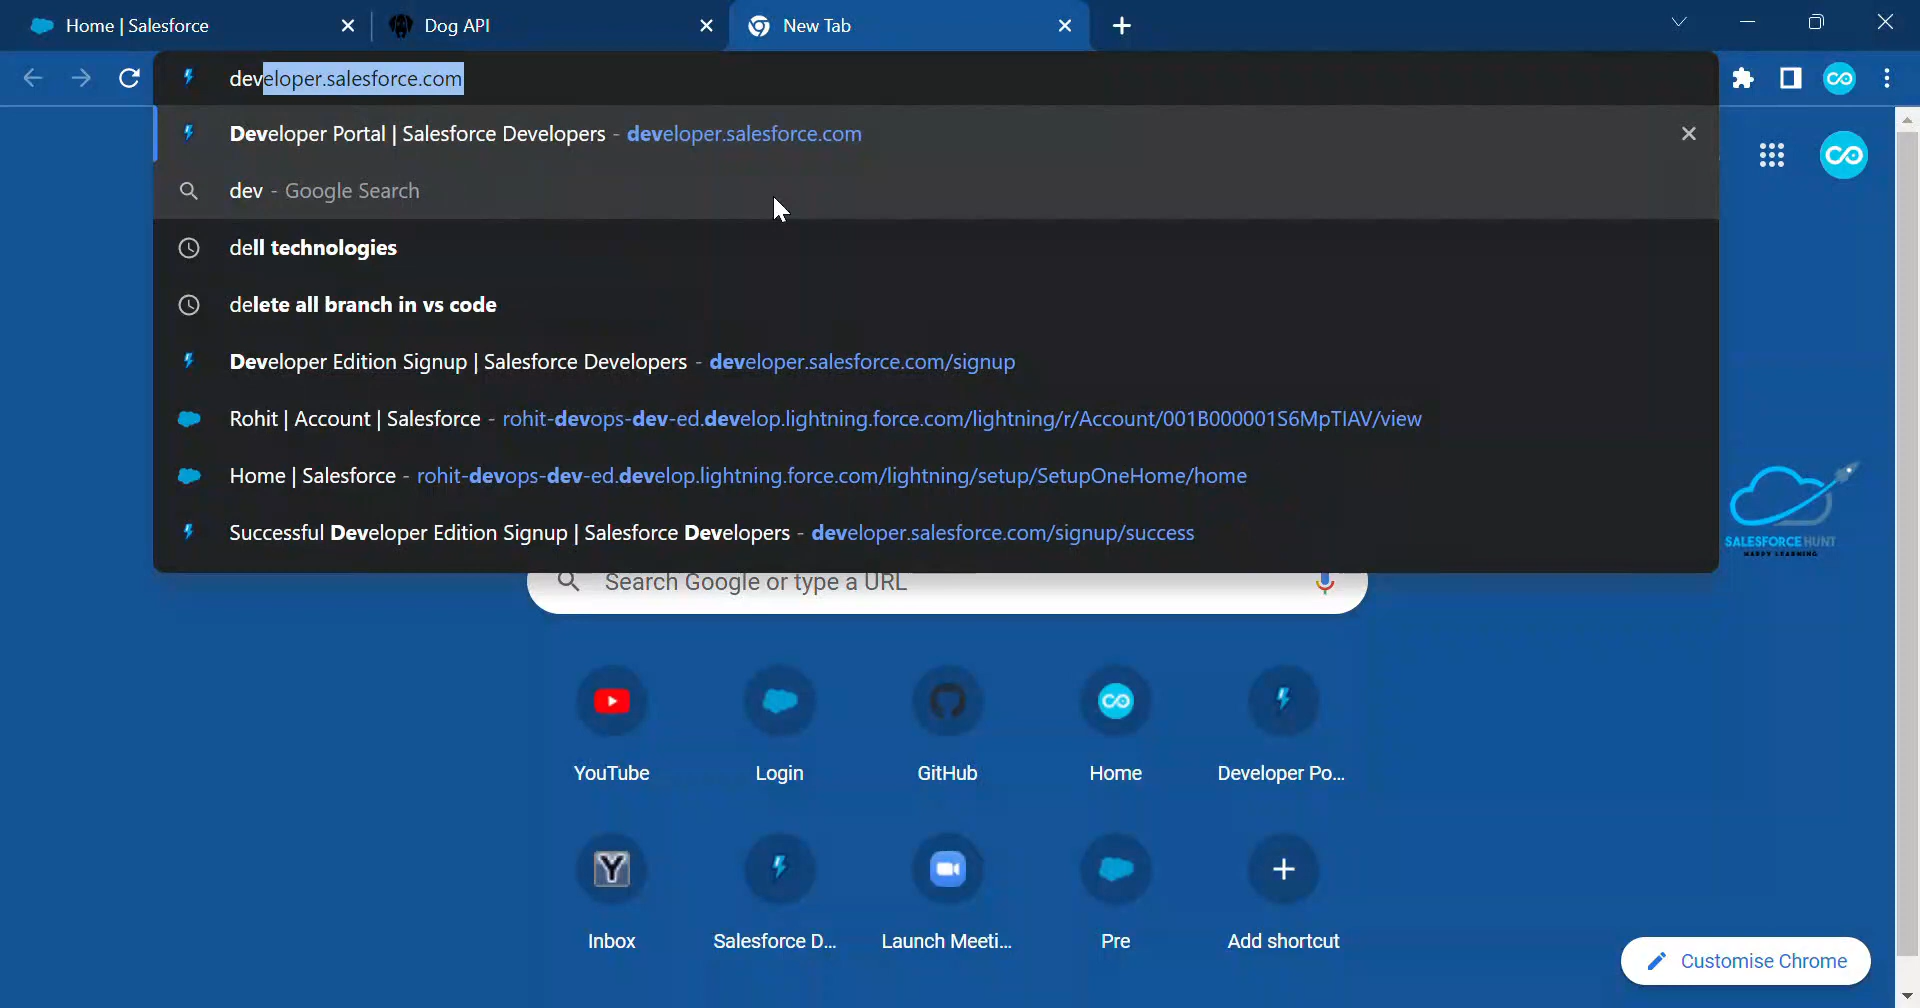 Home | Salesforce
Dog API
New Tab
developer.salesforce.com
Developer Portal | Salesforce Developers - developer.salesforce.com
dev - Google Search
dell technologies
delete all branch in vs code
Developer Edition Signup | Salesforce Developers - developer.salesforce.com/signup
Rohit | Account | Salesforce - rohit-devops-dev-ed.develop.lightning.force.com/lightning/r/Account/001B000001S6MpTIAV/view
Home | Salesforce - rohit-devops-dev-ed.develop.lightning.force.com/lightning/setup/SetupOneHome/home
Successful Developer Edition Signup | Salesforce Developers - developer.salesforce.com/signup/success
SALESFORCE HUNT
HAPPY LEARNING
Search Google or type a URL
YouTube
Login
GitHub
Home
Developer Po...
Y
Inbox
Salesforce D...
Launch Meeti...
Pre
Add shortcut
Customise Chrome